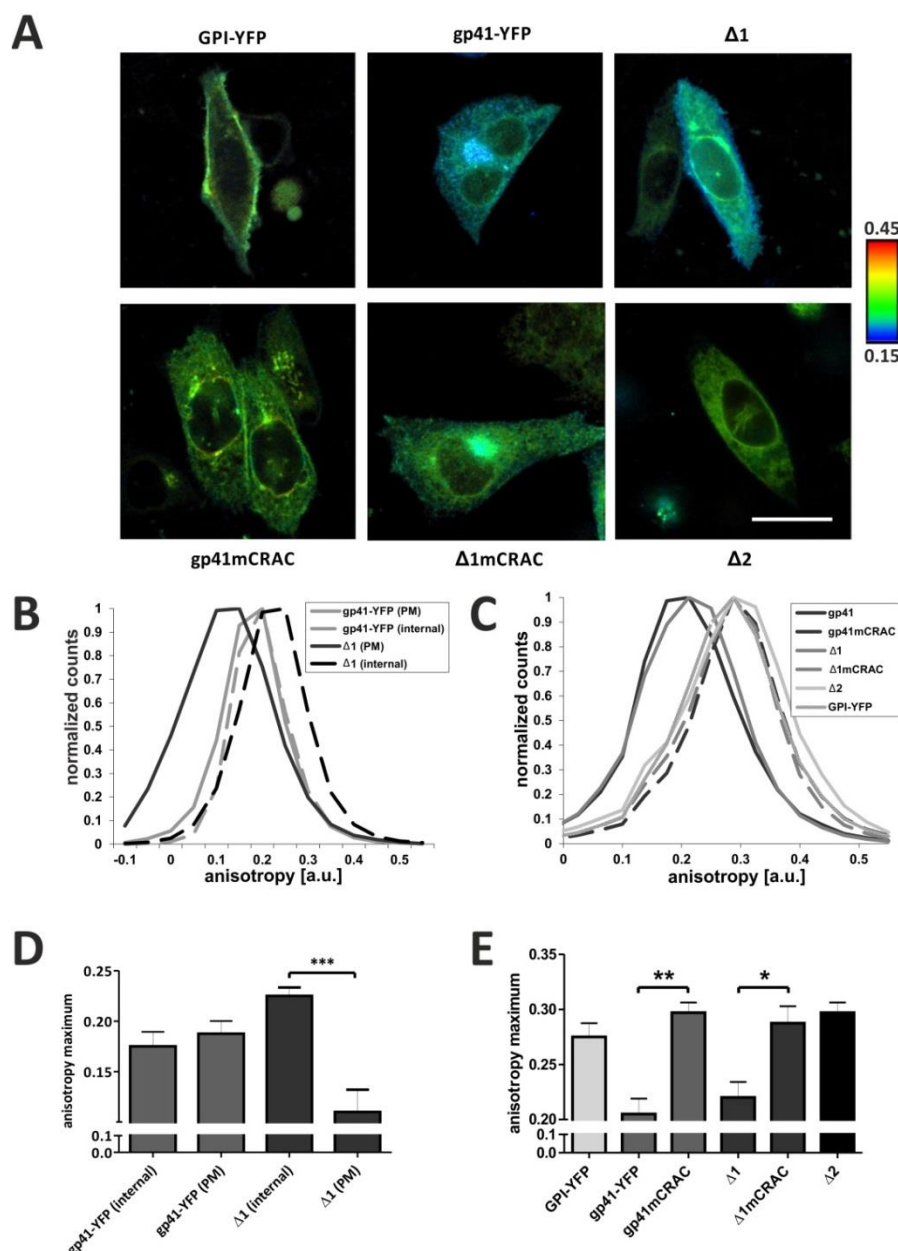 A
GPI-YFP
gp41-YFP
Δ1
0.45
0.15
gp41mCRAC
Δ1mCRAC
Δ2
B
normalized counts
1
0.9
0.8
0.7
0.6
0.5
0.4
0.3
0.2
0.1
0
-0.1 0 0.1 0.2 0.3 0.4 0.5
anisotropy [a.u.]
gp41-YFP (PM)
gp41-YFP (internal)
Δ1 (PM)
Δ1 (internal)
C
normalized counts
1
0.9
0.8
0.7
0.6
0.5
0.4
0.3
0.2
0.1
0
0 0.1 0.2 0.3 0.4 0.5
anisotropy [a.u.]
gp41
gp41mCRAC
Δ1
Δ1mCRAC
Δ2
GPI-YFP
D
anisotropy maximum
0.25
0.20
0.15
0.1
0.0
***
gp41-YFP (internal)
gp41-YFP (PM)
Δ1 (internal)
Δ1 (PM)
E
anisotropy maximum
0.30
0.25
0.20
0.1
0.0
**
*
GPI-YFP
gp41-YFP
gp41mCRAC
Δ1
Δ1mCRAC
Δ2